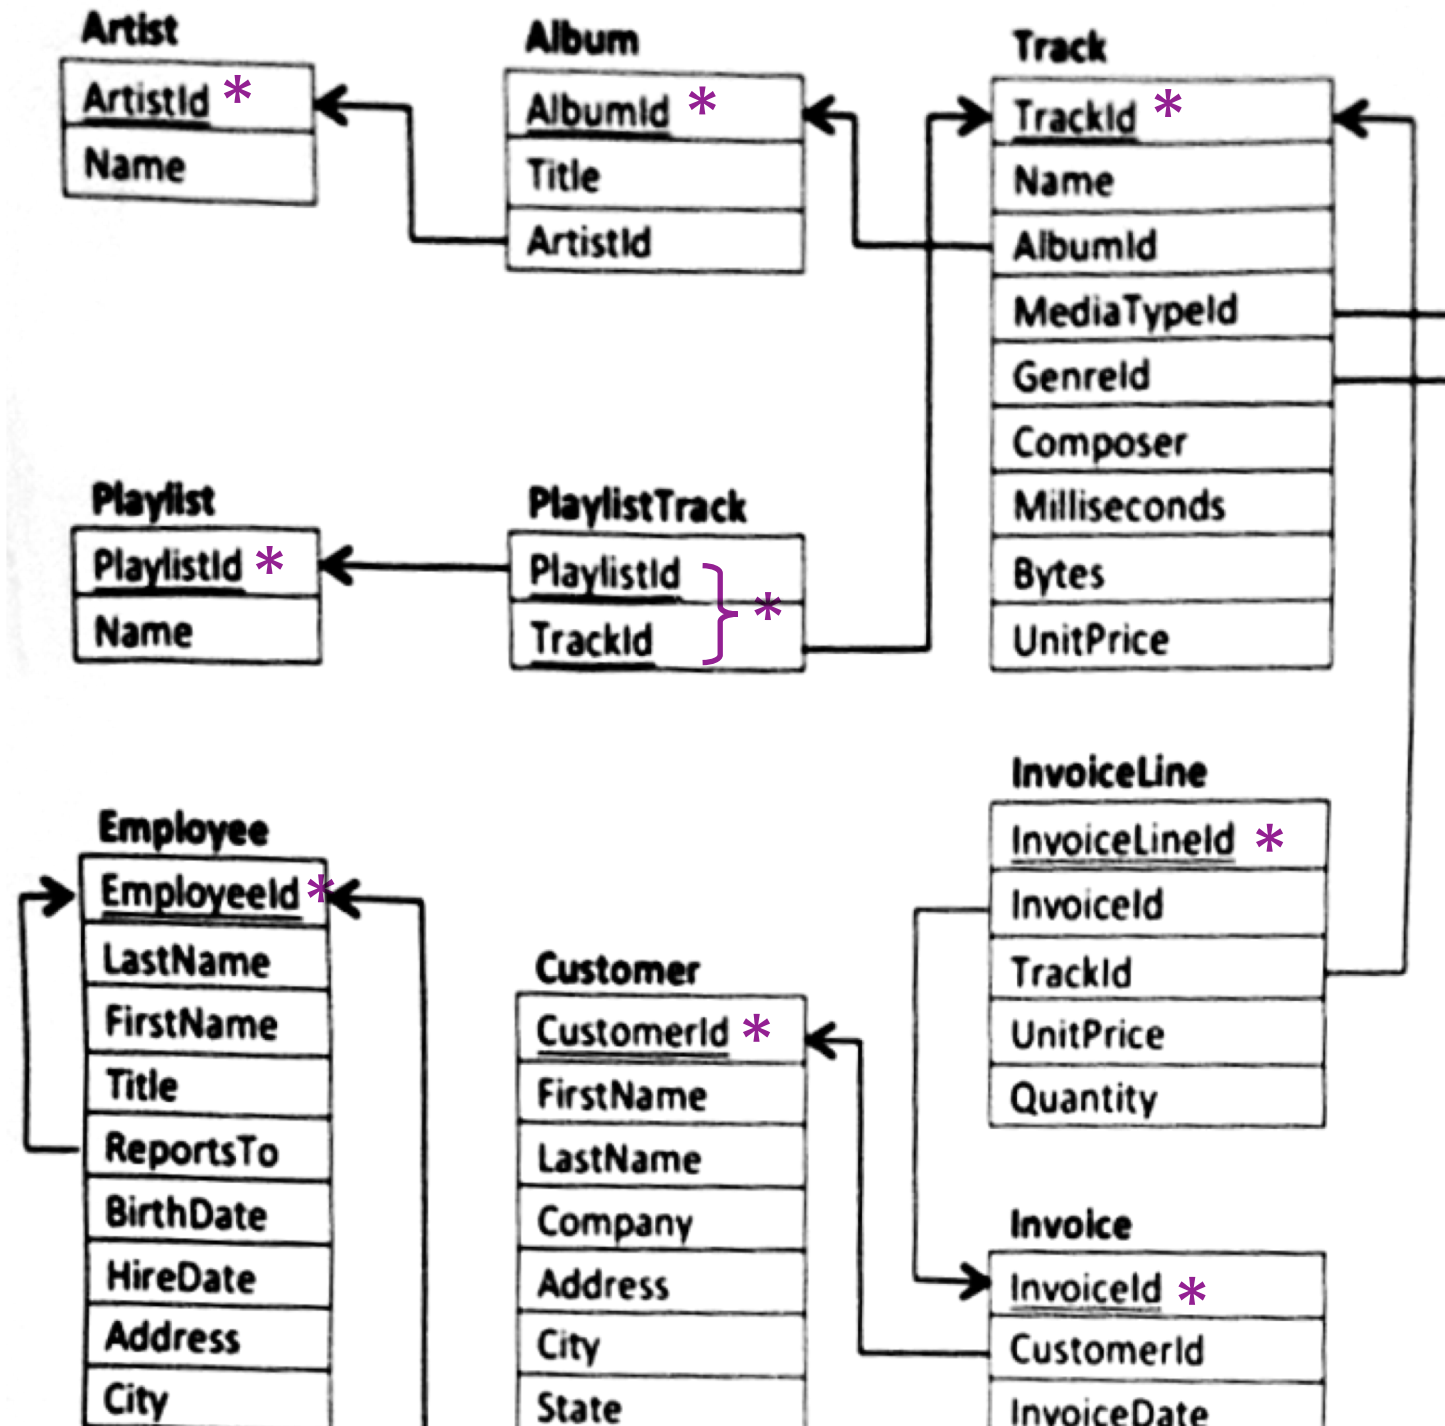 Artist
ArtistId *
Name
Album
AlbumId *
Title
ArtistId
Track
TrackId *
Name
AlbumId
MediaTypeId
GenreId
Composer
Milliseconds
Bytes
UnitPrice
Playlist
PlaylistId *
Name
PlaylistTrack
PlaylistId
TrackId
} *
Employee
EmployeeId *
LastName
FirstName
Title
ReportsTo
BirthDate
HireDate
Address
City
Customer
CustomerId *
FirstName
LastName
Company
Address
City
State
InvoiceLine
InvoiceLineId *
InvoiceId
TrackId
UnitPrice
Quantity
Invoice
InvoiceId *
CustomerId
InvoiceDate